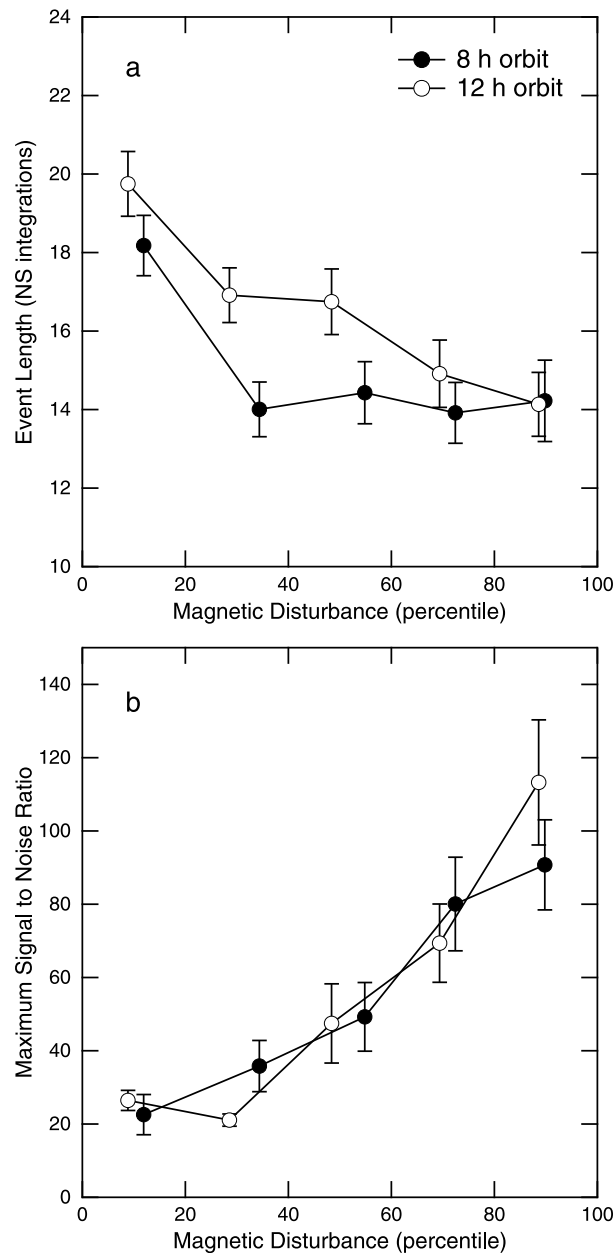 24
a
8 h orbit
12 h orbit
22
20
18
16
14
12
10
Event Length (NS integrations)
0 20 40 60 80 100
Magnetic Disturbance (percentile)
b
140
120
100
80
60
40
20
0
Maximum Signal to Noise Ratio
0 20 40 60 80 100
Magnetic Disturbance (percentile)